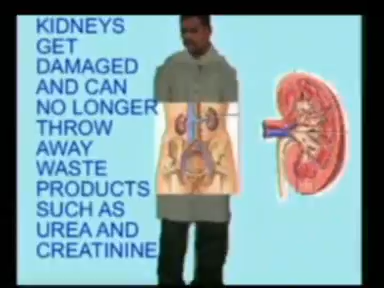 KIDNEYS
GET
DAMAGED
AND CAN
NO LONGER
THROW
AWAY
WASTE
PRODUCTS
SUCH AS
UREA AND
CREATININE